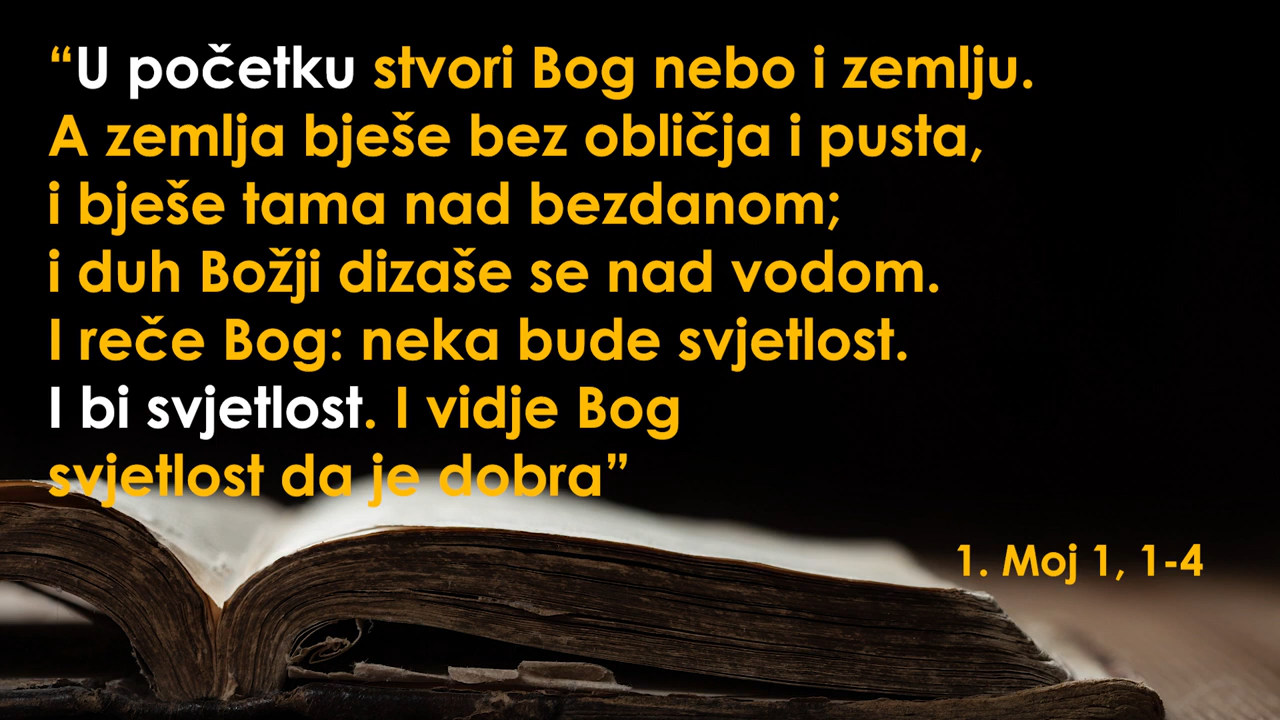 “U početku stvori Bog nebo i zemlju.
A zemlja bješe bez obličja i pusta,
i bješe tama nad bezdanom;
i duh Božji dizaše se nad vodom.
I reče Bog: neka bude svjetlost.
I bi svjetlost. I vidje Bog
svjetlost da je dobra”
1. Moj 1, 1-4